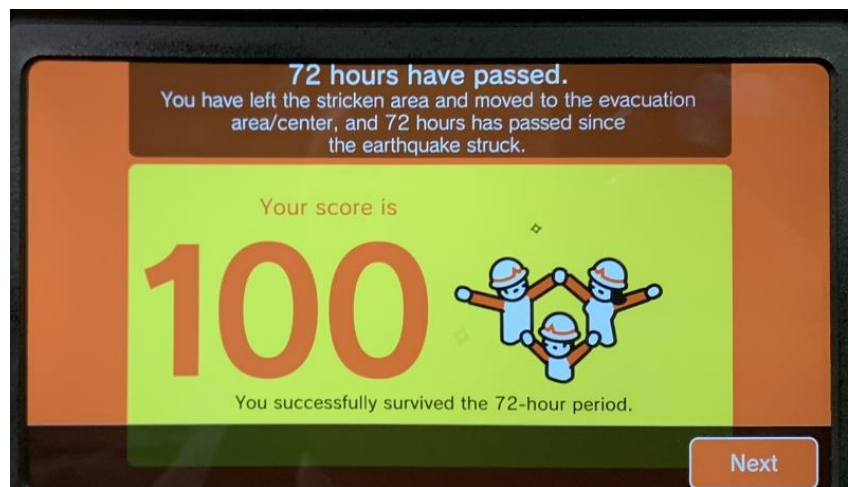 72 hours have passed.
You have left the stricken area and moved to the evacuation
area/center, and 72 hours has passed since
the earthquake struck.
Your score is
100
You successfully survived the 72-hour period.
Next